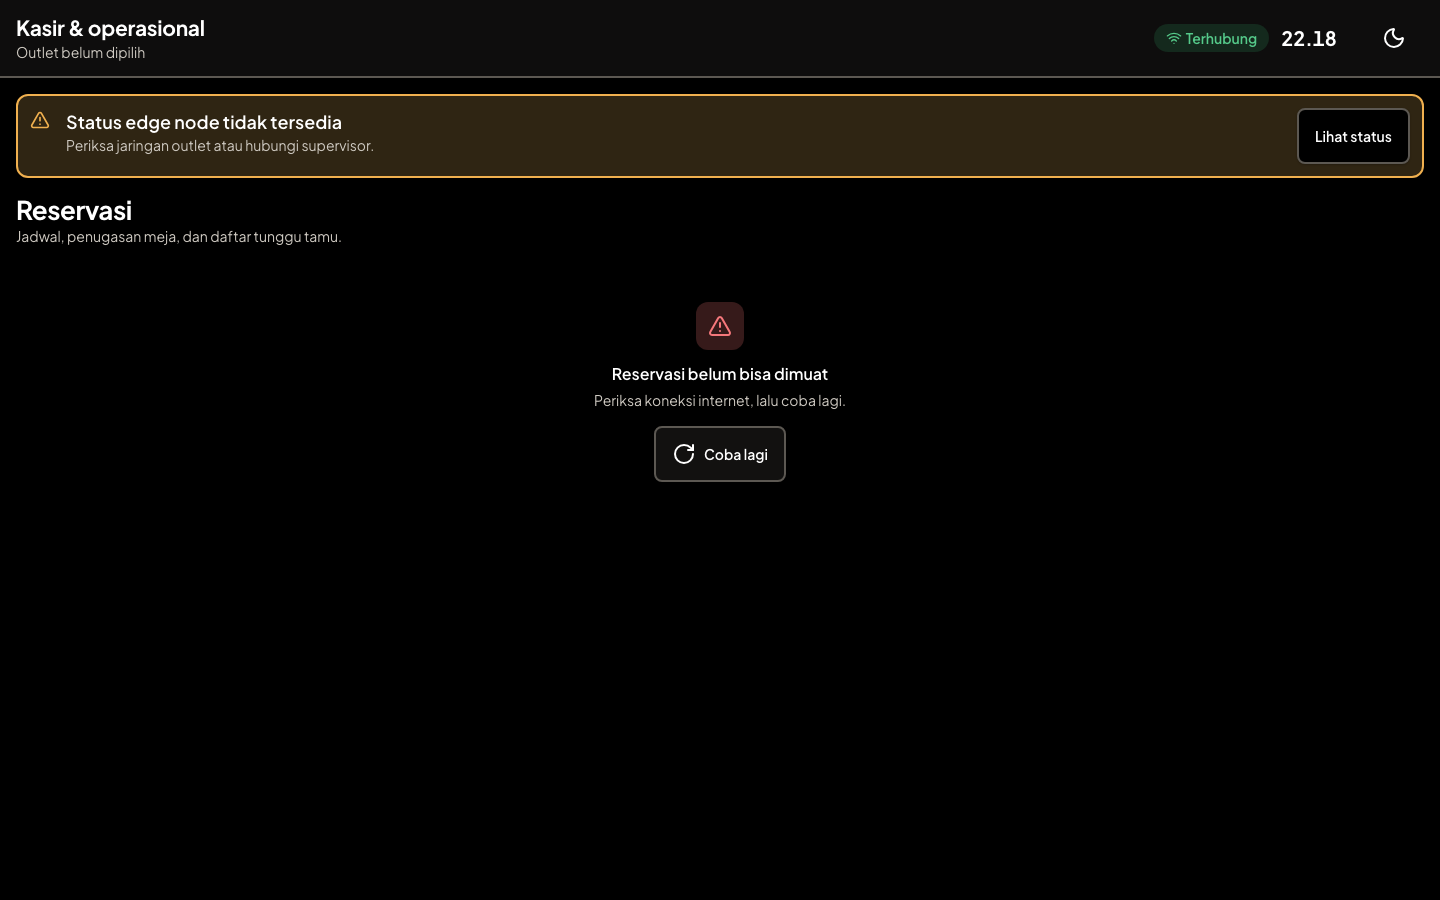 Kasir & operasional
Outlet belum dipilih
Terhubung
22.18
Status edge node tidak tersedia
Periksa jaringan outlet atau hubungi supervisor.
Lihat status
Reservasi
Jadwal, penugasan meja, dan daftar tunggu tamu.
Reservasi belum bisa dimuat
Periksa koneksi internet, lalu coba lagi.
Coba lagi